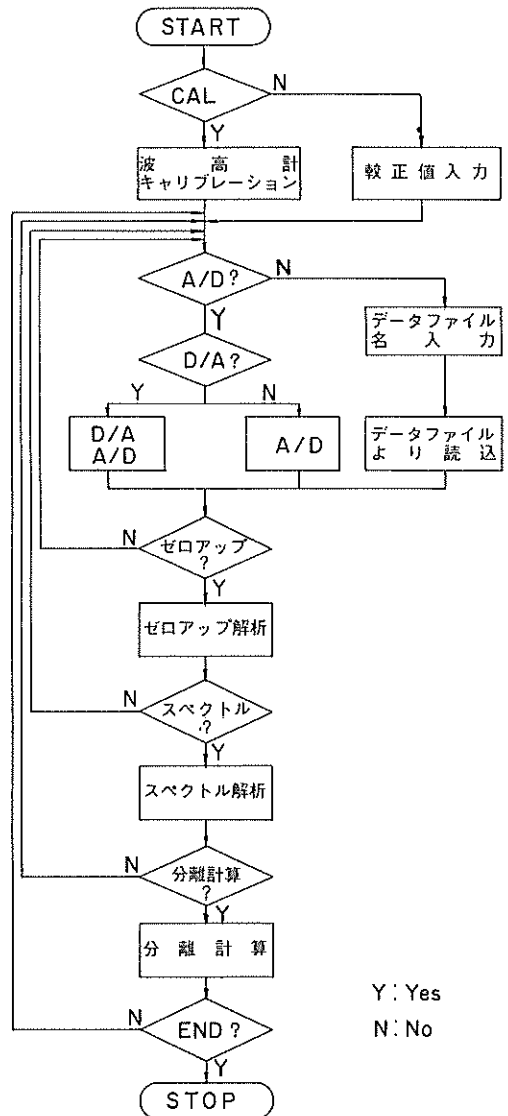 START
CAL
N
Y
波高計
キャリブレーション
較正値入力
A/D?
N
Y
データファイル
名入力
D/A?
Y
N
D/A
A/D
A/D
データファイル
より読込
N
ゼロアップ
?
Y
ゼロアップ解析
N
スペクトル
?
Y
スペクトル解析
N
分離計算
?
Y
分離計算
Y:Yes
N:No
N
END?
Y
STOP